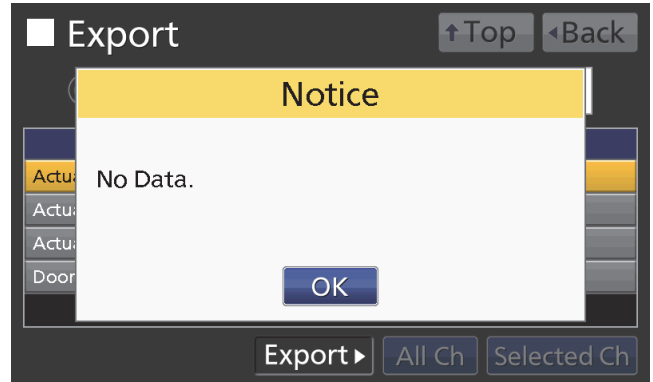 Export
↑Top
◂Back
Notice
Actu
No Data.
Actu
Actu
Door
OK
Export▸
All Ch
Selected Ch